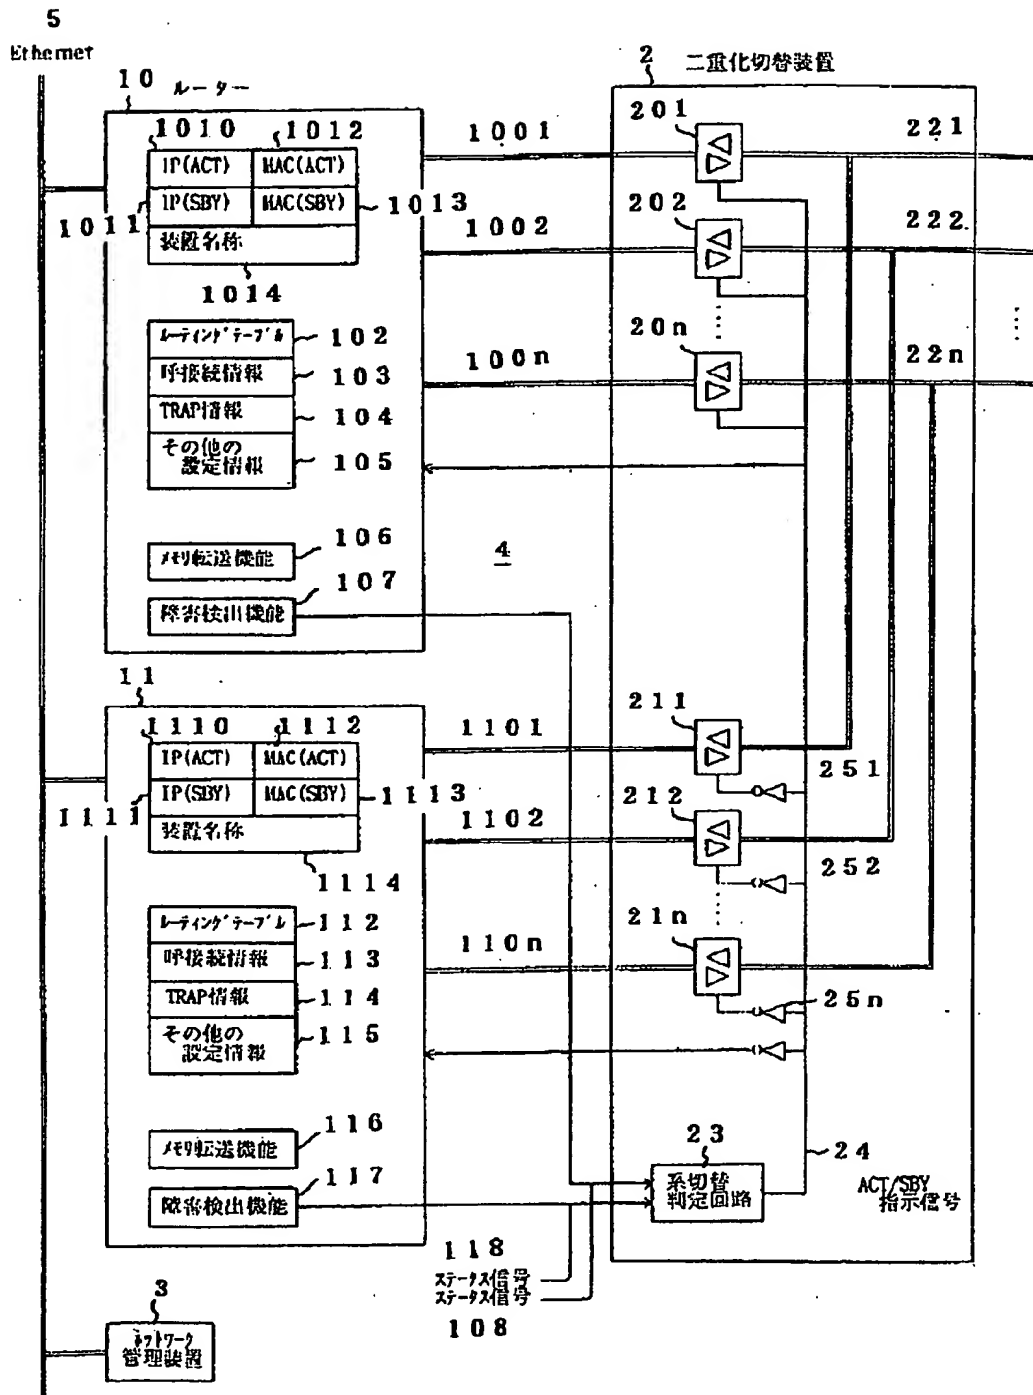 5
Ethernet
10 ルーター
1010
1012
IP(ACT)
MAC(ACT)
IP(SBY)
MAC(SBY)
1011
1013
装置名称
1014
ルーティングテーブル
102
呼接続情報
103
TRAP情報
104
その他の
設定情報
105
メモリ転送機能
106
障害検出機能
107
1001
1002
100n
4
2 二重化切替装置
201
202
20n
221
222
22n
11
1110
1112
IP(ACT)
MAC(ACT)
IP(SBY)
MAC(SBY)
1111
1113
装置名称
1114
ルーティングテーブル
112
呼接続情報
113
TRAP情報
114
その他の
設定情報
115
メモリ転送機能
116
障害検出機能
117
1101
1102
110n
211
251
212
252
21n
25n
23
系切替
判定回路
24
ACT/SBY
指示信号
118
ステータス信号
ステータス信号
108
3
ネットワーク
管理装置